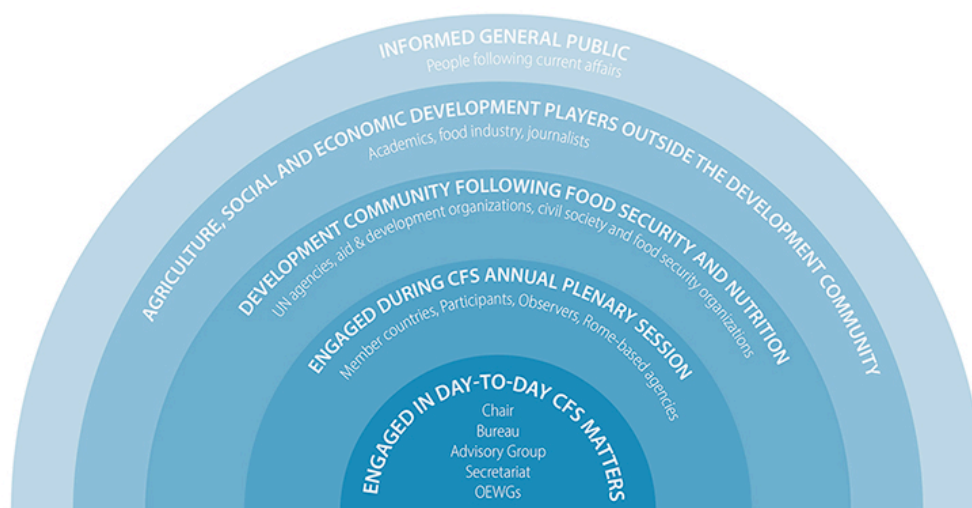 INFORMED GENERAL PUBLIC
People following current affairs
AGRICULTURE, SOCIAL AND ECONOMIC DEVELOPMENT PLAYERS OUTSIDE THE DEVELOPMENT COMMUNITY
Academics, food industry, journalists
DEVELOPMENT COMMUNITY FOLLOWING FOOD SECURITY AND NUTRITION
UN agencies, aid & development organizations, civil society and food security organizations
ENGAGED DURING CFS ANNUAL PLENARY SESSION
Member countries, Participants, Observers, Rome-based agencies
ENGAGED IN DAY-TO-DAY CFS MATTERS
Chair
Bureau
Advisory Group
Secretariat
OEWGs